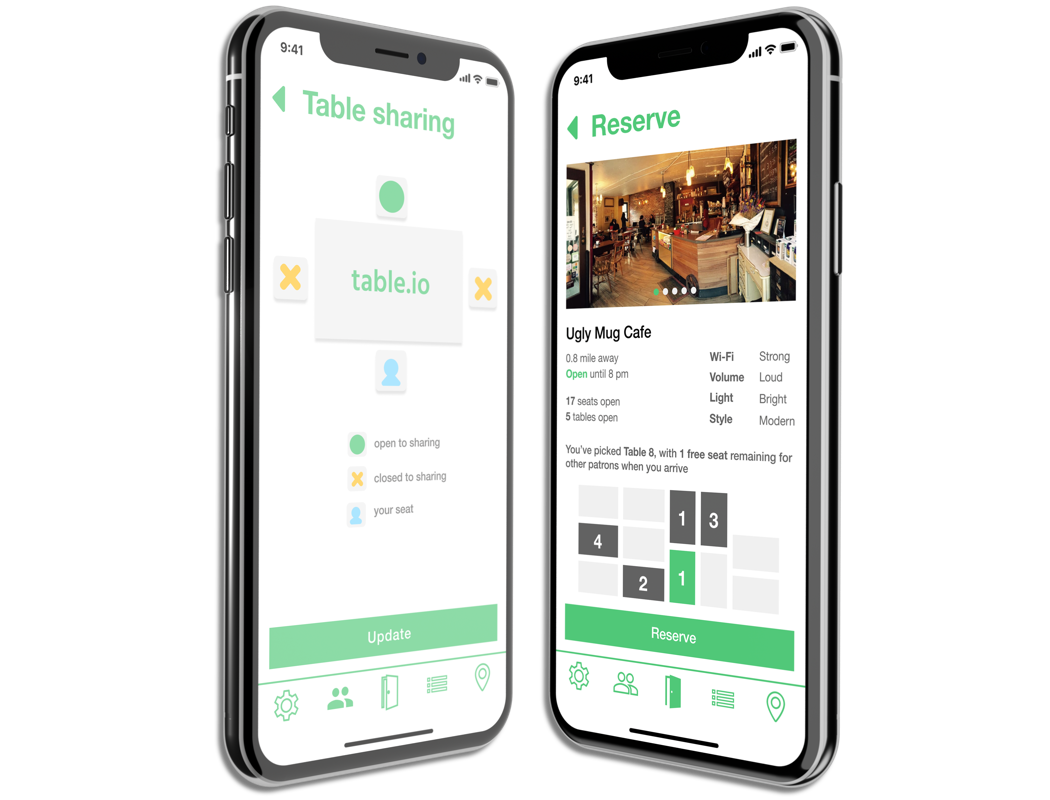 9:41
Table sharing
table.io
open to sharing
closed to sharing
your seat
Update
9:41
Reserve
Ugly Mug Cafe
0.8 mile away
Open until 8 pm
17 seats open
5 tables open
Wi-Fi Strong
Volume Loud
Light Bright
Style Modern
You've picked Table 8, with 1 free seat remaining for
other patrons when you arrive
1 3
4
2 1
Reserve